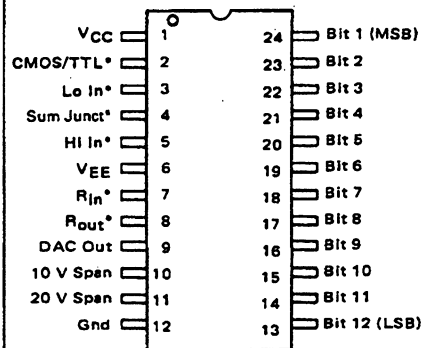 VCC 1 24 Bit 1 (MSB)
CMOS/TTL* 2 23 Bit 2
Lo In* 3 22 Bit 3
Sum Junct* 4 21 Bit 4
Hi In* 5 20 Bit 5
VEE 6 19 Bit 6
Rin* 7 18 Bit 7
Rout* 8 17 Bit 8
DAC Out 9 16 Bit 9
10 V Span 10 15 Bit 10
20 V Span 11 14 Bit 11
Gnd 12 13 Bit 12 (LSB)